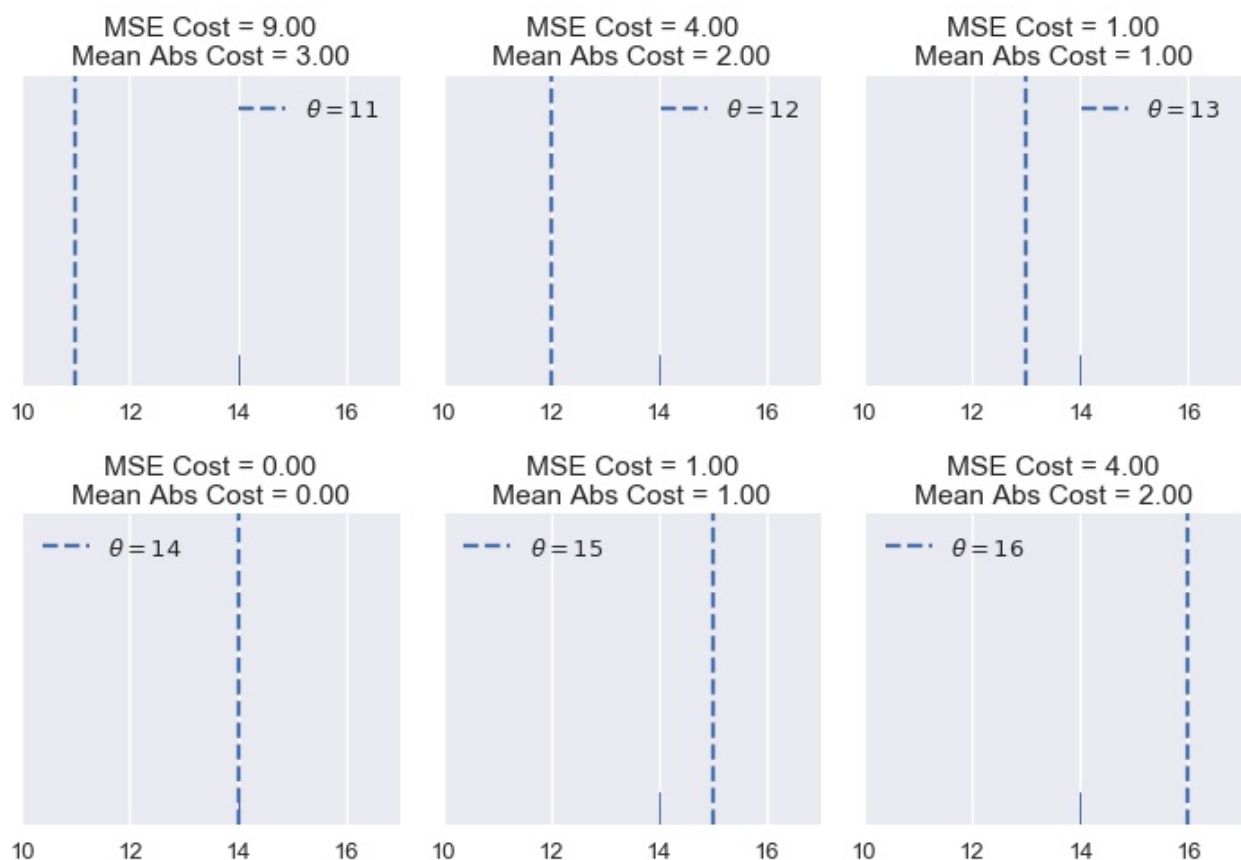 MSE Cost = 9.00
Mean Abs Cost = 3.00
θ = 11
10 12 14 16
MSE Cost = 4.00
Mean Abs Cost = 2.00
θ = 12
10 12 14 16
MSE Cost = 1.00
Mean Abs Cost = 1.00
θ = 13
10 12 14 16
MSE Cost = 0.00
Mean Abs Cost = 0.00
θ = 14
10 12 14 16
MSE Cost = 1.00
Mean Abs Cost = 1.00
θ = 15
10 12 14 16
MSE Cost = 4.00
Mean Abs Cost = 2.00
θ = 16
10 12 14 16